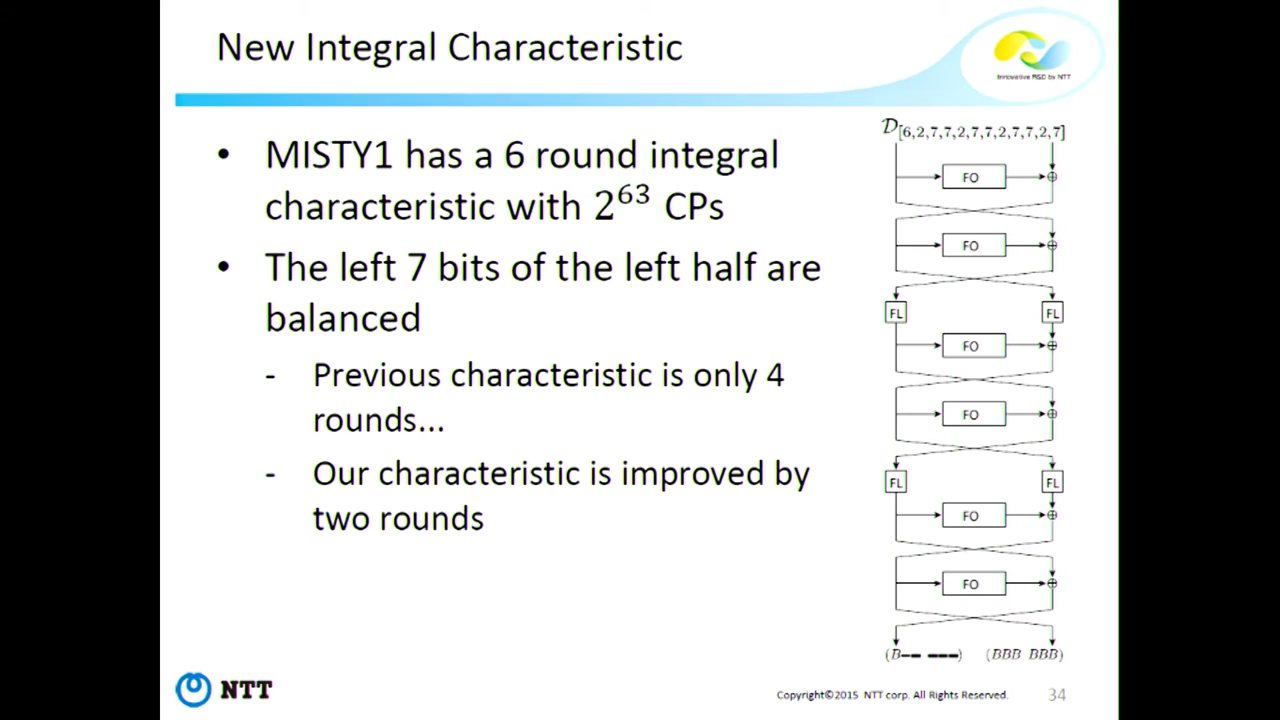 New Integral Characteristic
Innovative R&D by NTT
• MISTY1 has a 6 round integral
characteristic with 2^63 CPs
• The left 7 bits of the left half are
balanced
- Previous characteristic is only 4
rounds...
- Our characteristic is improved by
two rounds
𝒟[6,2,7,7,2,7,7,2,7,7,2,7]
FO
FO
FL FL
FO
FO
FL FL
FO
FO
(B–– –––) (BBB BBB)
NTT
Copyright©2015 NTT corp. All Rights Reserved.
34